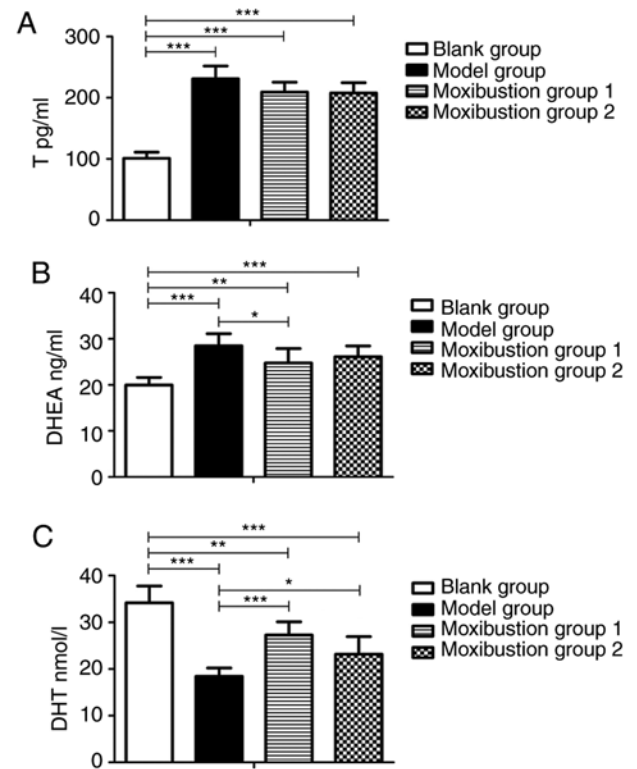 A
T pg/ml
300
200
100
0
***
***
***
Blank group
Model group
Moxibustion group 1
Moxibustion group 2
B
DHEA ng/ml
40
30
20
10
0
***
**
***
*
Blank group
Model group
Moxibustion group 1
Moxibustion group 2
C
DHT nmol/l
40
30
20
10
0
***
**
***
*
***
Blank group
Model group
Moxibustion group 1
Moxibustion group 2